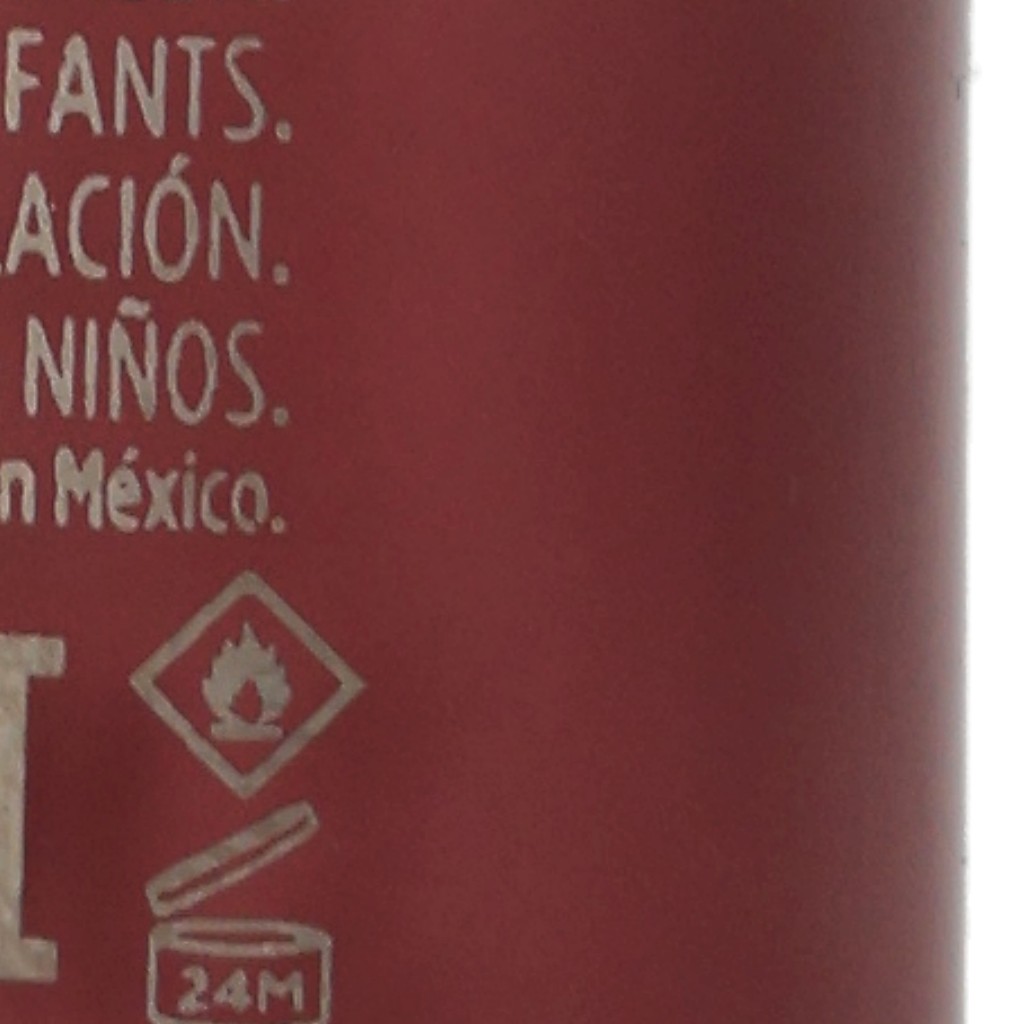 FANTS.
ACIÓN.
NIÑOS.
n México.
24M